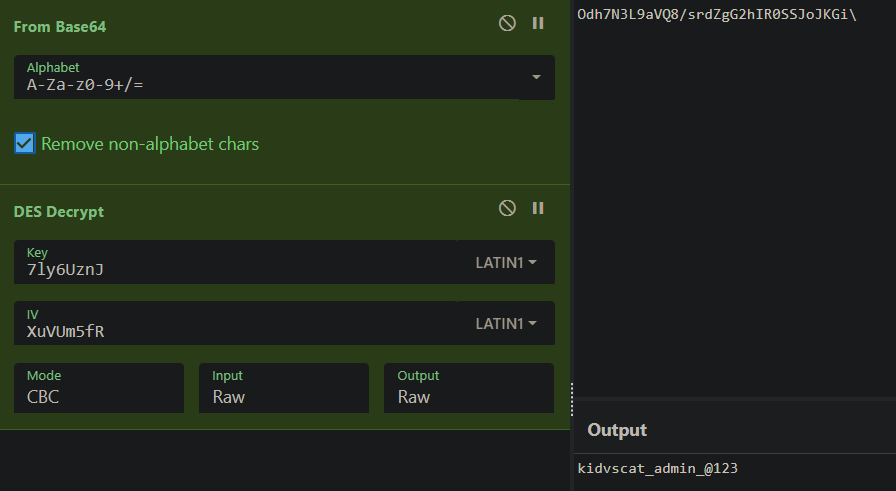 From Base64
Alphabet
A-Za-z0-9+/=
Remove non-alphabet chars
DES Decrypt
Key
7ly6UznJ
LATIN1
IV
XuVUm5fR
LATIN1
Mode
CBC
Input
Raw
Output
Raw
Odh7N3L9aVQ8/srdZgG2hIR0SSJoJKGi\
Output
kidvscat_admin_@123